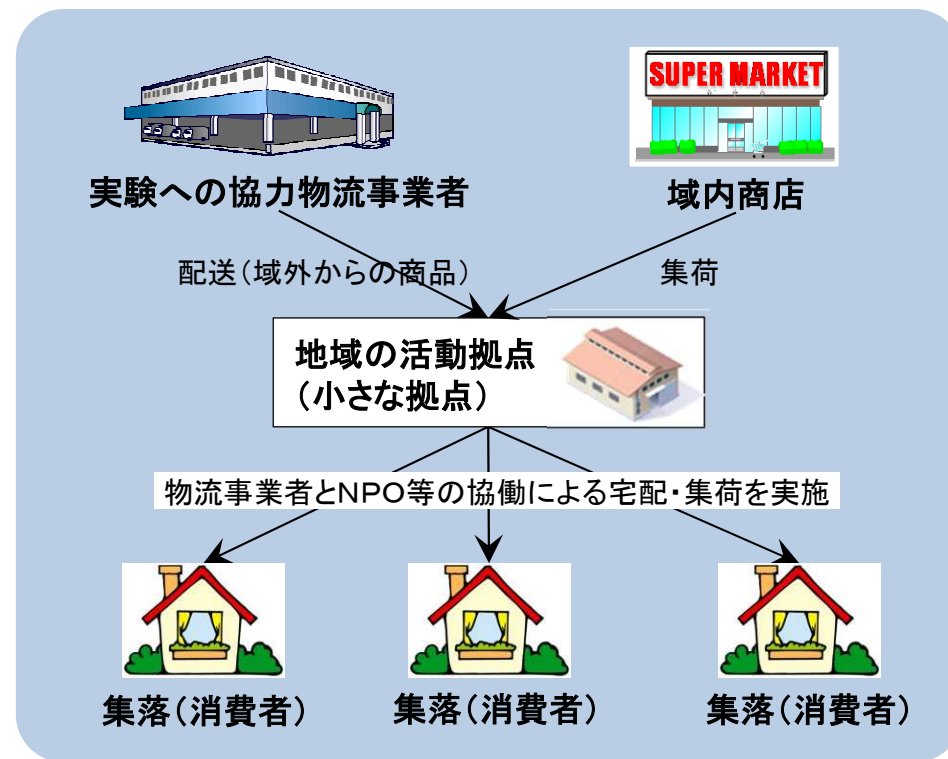 SUPER MARKET
実験への協力物流事業者
域内商店
配送（域外からの商品）
集荷
地域の活動拠点
（小さな拠点）
物流事業者とＮＰＯ等の協働による宅配・集荷を実施
集落（消費者）
集落（消費者）
集落（消費者）